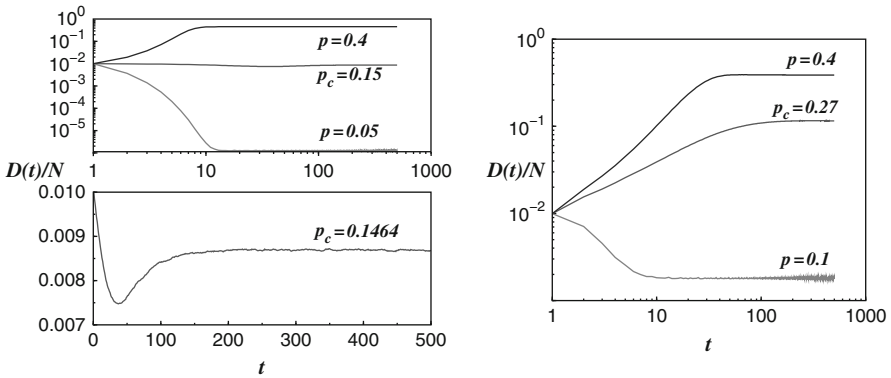 10^0
10^-1
10^-2
10^-3
10^-4
10^-5
p = 0.4
p_c = 0.15
p = 0.05
1 10 100 1000
D(t)/N
0.010
0.009
0.008
0.007
p_c = 0.1464
0 100 200 300 400 500
t
10^0
10^-1
10^-2
D(t)/N
p = 0.4
p_c = 0.27
p = 0.1
1 10 100 1000
t